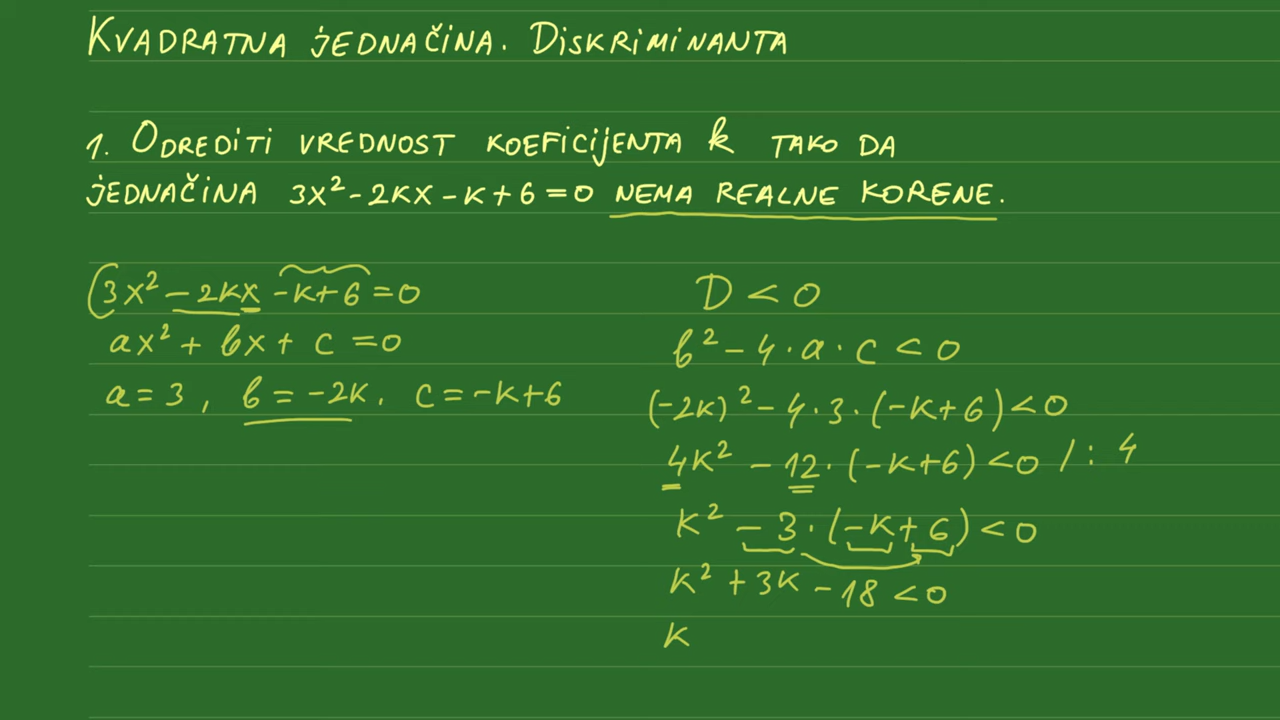 KVADRATNA JEDNAČINA. DISKRIMINANTA
1. ODREDITI VREDNOST KOEFICIJENTA k TAKO DA
JEDNAČINA 3X² - 2KX - K + 6 = 0 NEMA REALNE KORENE.
3X² - 2KX - K + 6 = 0
aX² + bX + C = 0
a = 3, b = -2K, C = -K + 6
D < 0
b² - 4 · a · C < 0
(-2K)² - 4 · 3 · (-K + 6) < 0
4K² - 12 · (-K + 6) < 0 / : 4
K² - 3 · (-K + 6) < 0
K² + 3K - 18 < 0
K